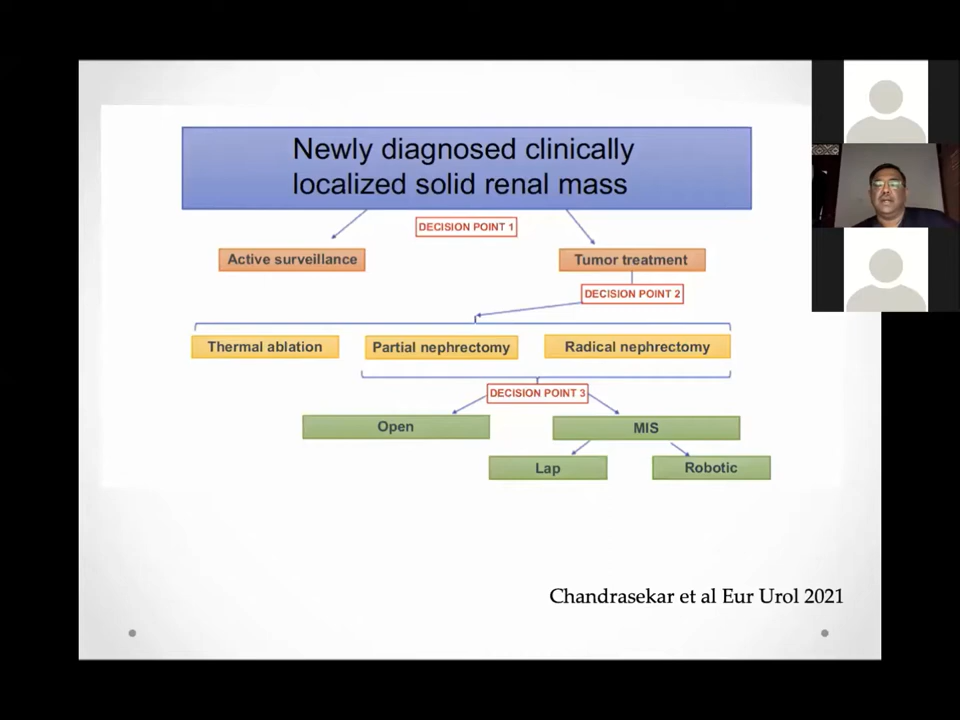 Newly diagnosed clinically
localized solid renal mass
DECISION POINT 1
Active surveillance
Tumor treatment
DECISION POINT 2
Thermal ablation
Partial nephrectomy
Radical nephrectomy
DECISION POINT 3
Open
MIS
Lap
Robotic
Chandrasekar et al Eur Urol 2021